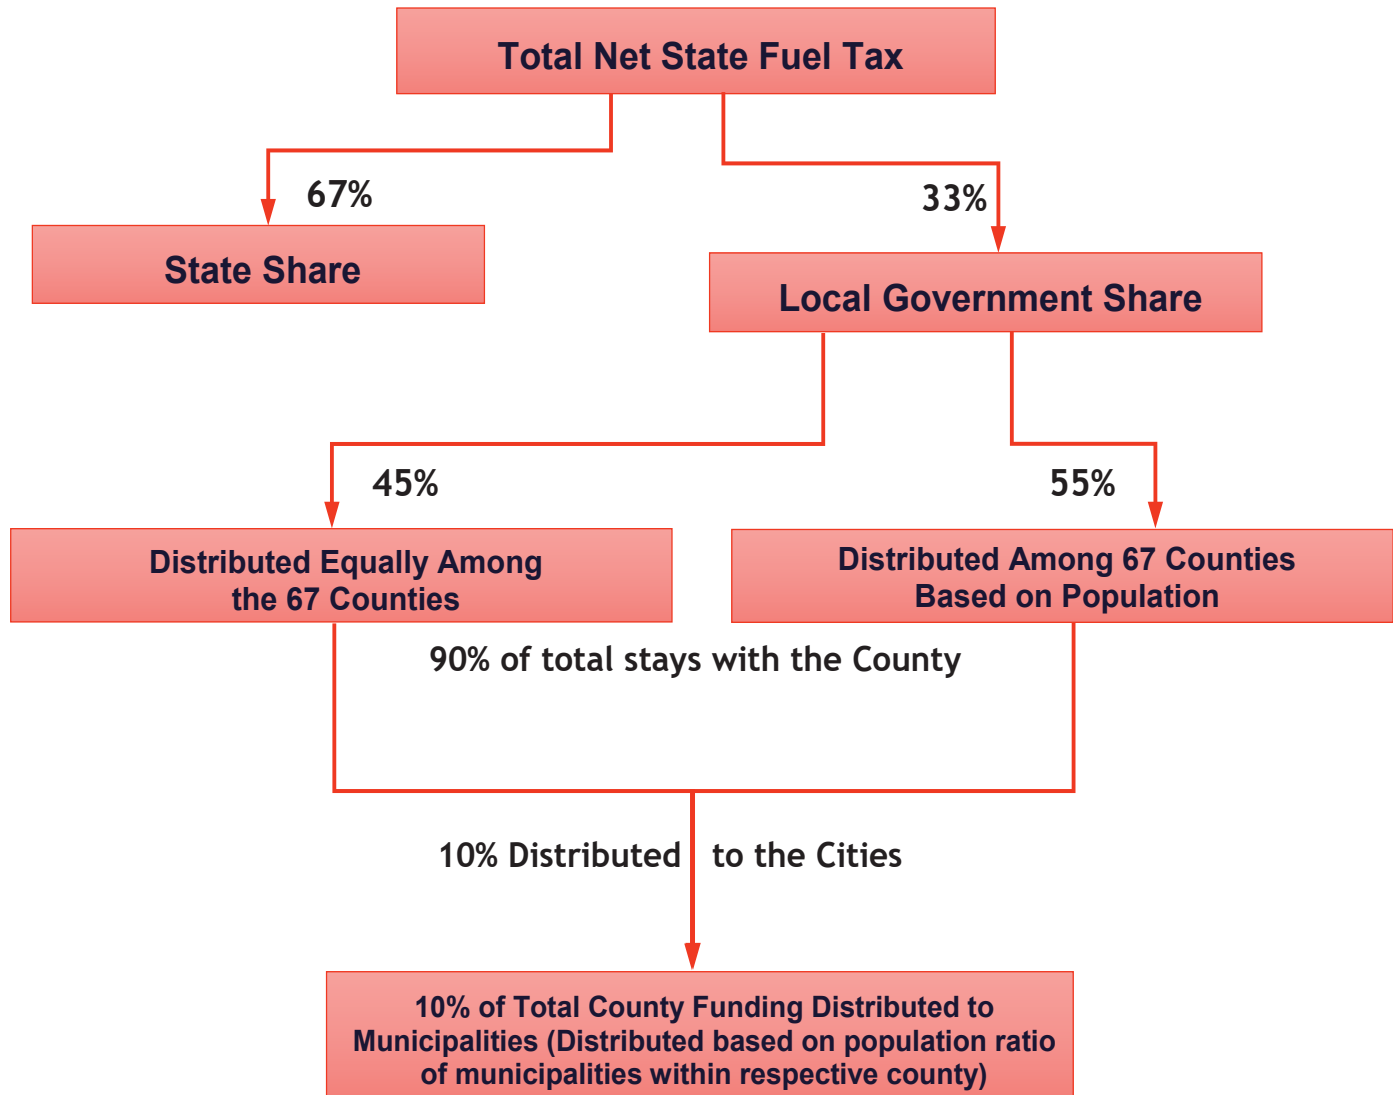 Total Net State Fuel Tax
67%
33%
State Share
Local Government Share
45%
55%
Distributed Equally Among
the 67 Counties
Distributed Among 67 Counties
Based on Population
90% of total stays with the County
10% Distributed to the Cities
10% of Total County Funding Distributed to
Municipalities (Distributed based on population ratio
of municipalities within respective county)